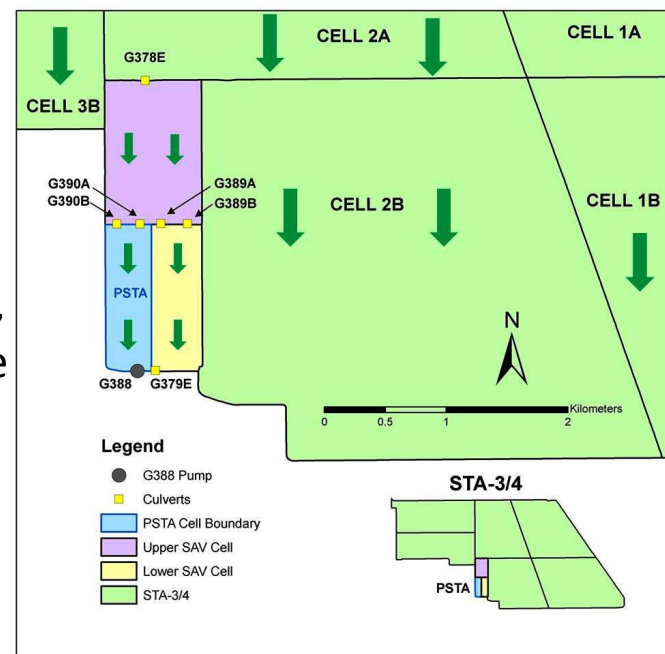 CELL 2A
CELL 1A
G378E
CELL 3B
G390A
G390B
G389A
G389B
CELL 2B
CELL 1B
PSTA
N
G388
G379E
Kilometers
0 0.5 1 2
Legend
G388 Pump
Culverts
PSTA Cell Boundary
Upper SAV Cell
Lower SAV Cell
STA-3/4
STA-3/4
PSTA
,
e